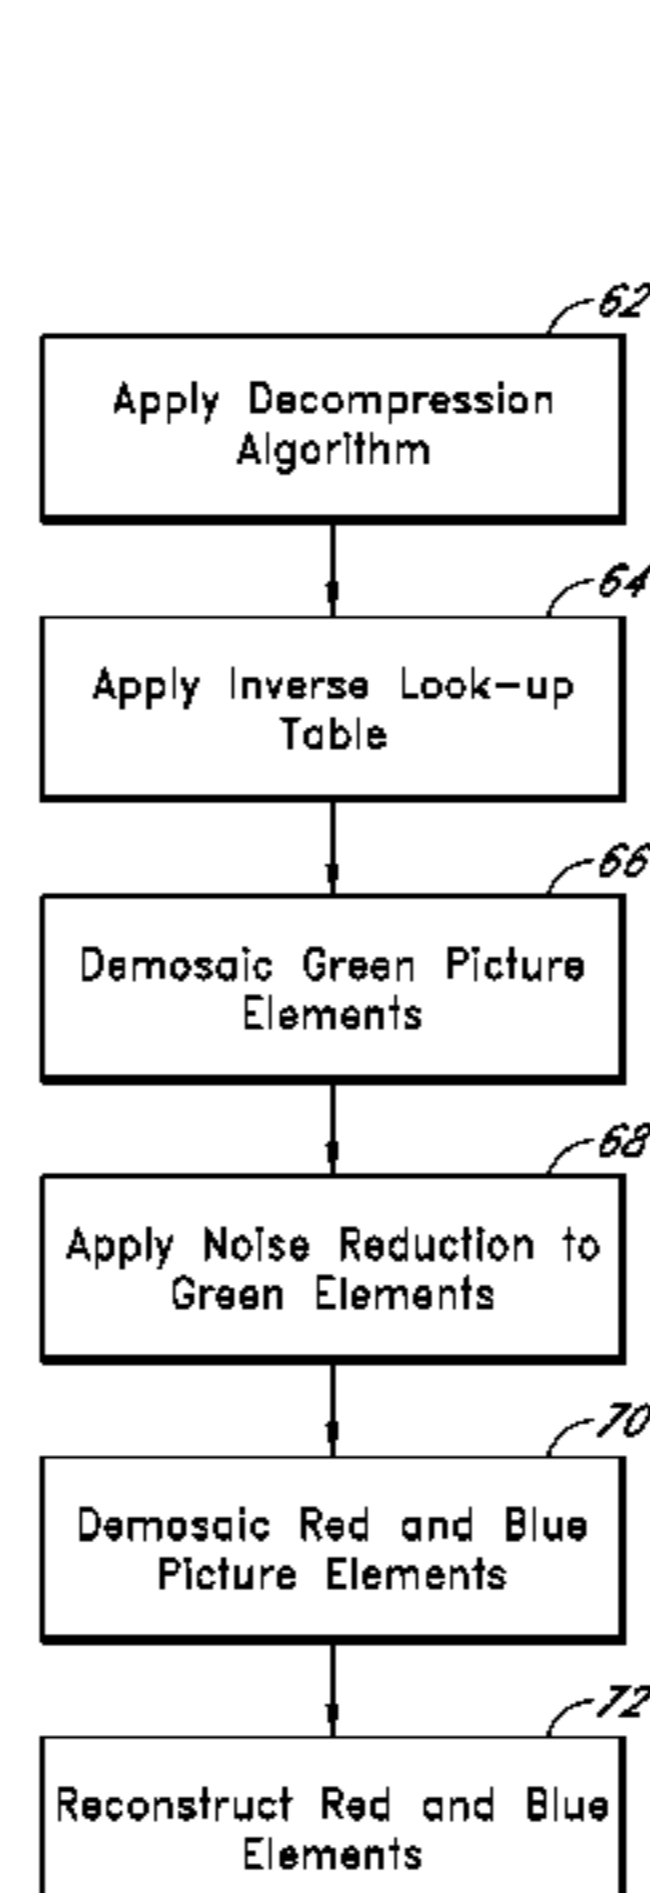 62
Apply Decompression
Algorithm
64
Apply Inverse Look-up
Table
66
Demosaic Green Picture
Elements
68
Apply Noise Reduction to
Green Elements
70
Demosaic Red and Blue
Picture Elements
72
Reconstruct Red and Blue
Elements